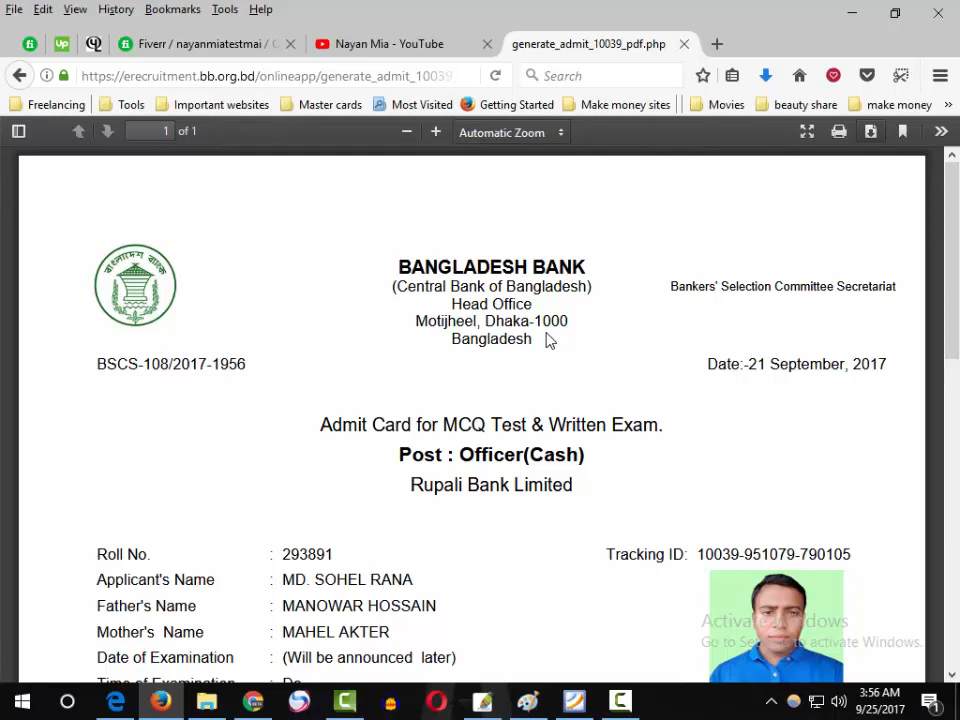 File Edit View History Bookmarks Tools Help
Fiverr / nayanmiatestmai / Nayan Mia - YouTube generate_admit_10039_pdf.php
https://erecruitment.bb.org.bd/onlineapp/generate_admit_10039 Search
Freelancing Tools Important websites Master cards Most Visited Getting Started Make money sites Movies beauty share make money
1 of 1 Automatic Zoom
বাংলাদেশ ব্যাংক
BANGLADESH BANK
(Central Bank of Bangladesh)
Bankers' Selection Committee Secretariat
Head Office
Motijheel, Dhaka-1000
Bangladesh
BSCS-108/2017-1956 Date:-21 September, 2017
Admit Card for MCQ Test & Written Exam.
Post : Officer(Cash)
Rupali Bank Limited
Roll No. : 293891 Tracking ID: 10039-951079-790105
Applicant's Name : MD. SOHEL RANA
Father's Name : MANOWAR HOSSAIN
Mother's Name : MAHEL AKTER
Date of Examination : (Will be announced later)
Time of Examination : Do
Activate Windows
Go to Settings to activate Windows.
3:56 AM
9/25/2017